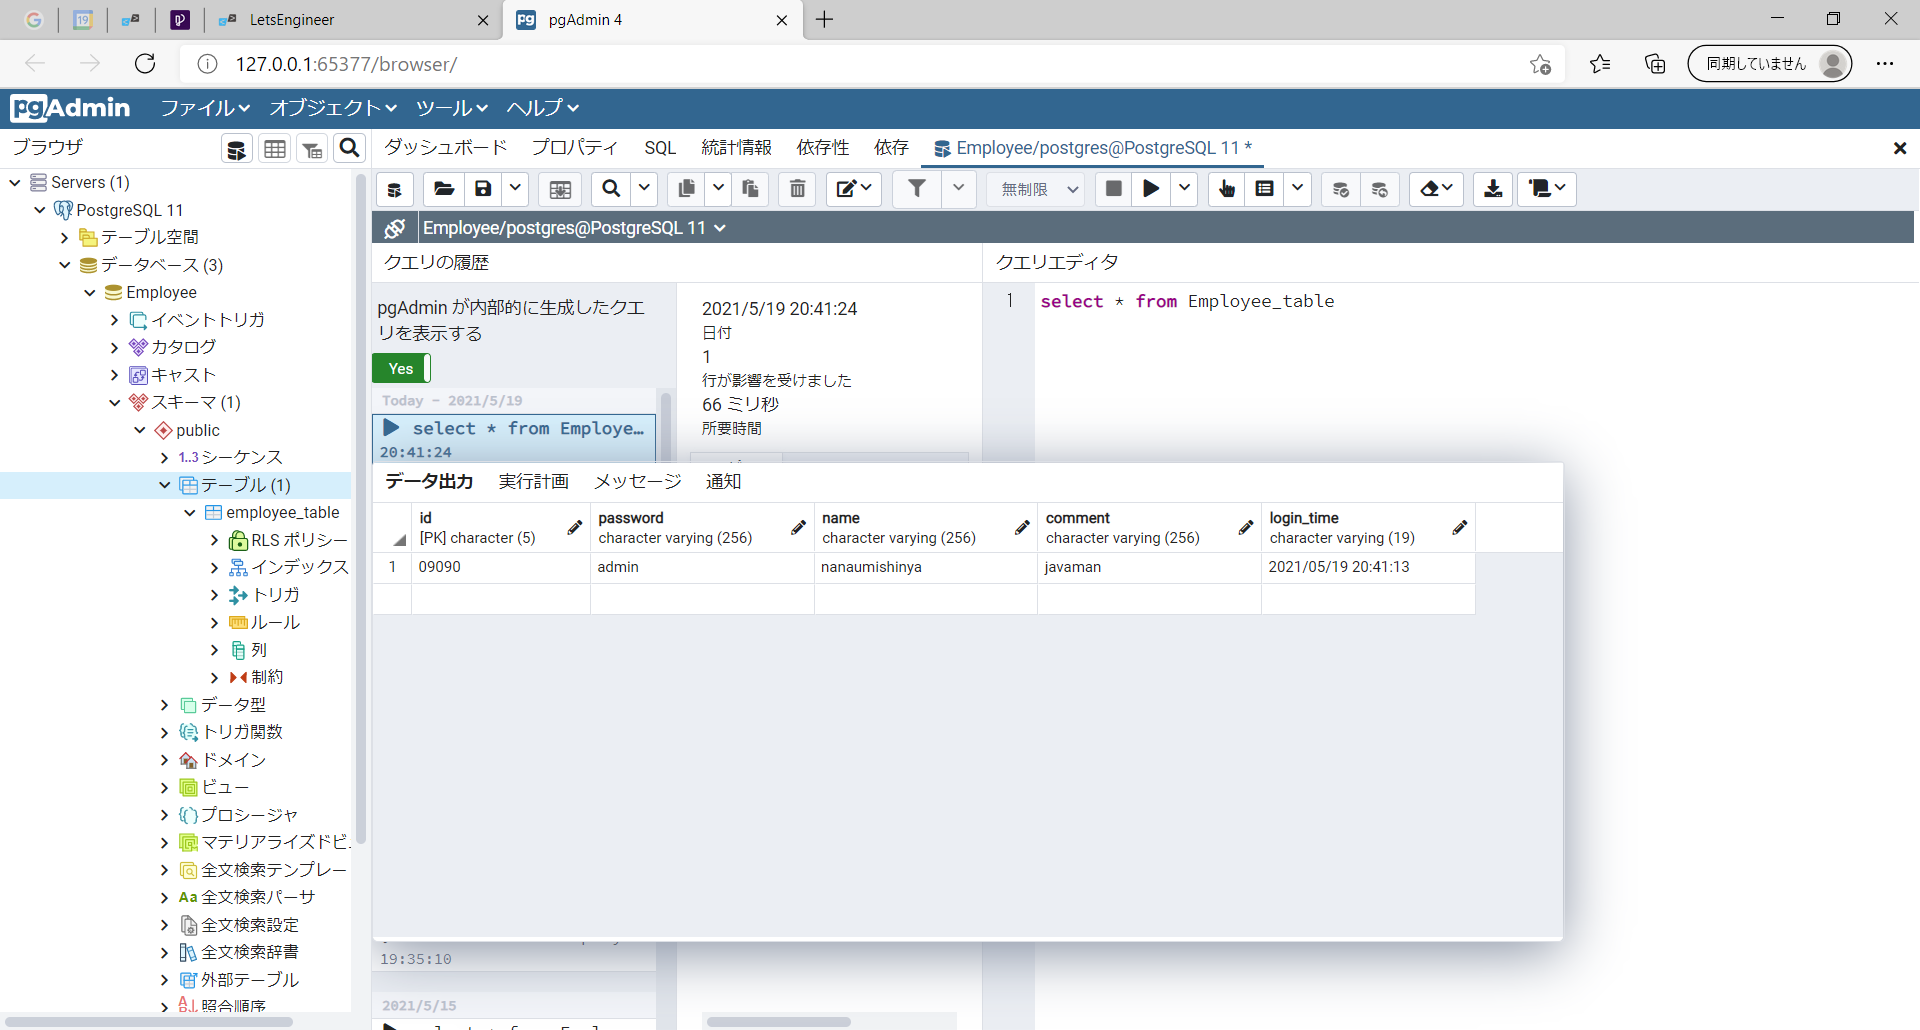 LetsEngineer
pgAdmin 4
127.0.0.1:65377/browser/
同期していません
pgAdmin
ファイル
オブジェクト
ツール
ヘルプ
ブラウザ
ダッシュボード
プロパティ
SQL
統計情報
依存性
依存
Employee/postgres@PostgreSQL 11 *
Servers (1)
PostgreSQL 11
テーブル空間
データベース (3)
Employee
イベントトリガ
カタログ
キャスト
スキーマ (1)
public
1..3 シーケンス
テーブル (1)
employee_table
RLS ポリシー
インデックス
トリガ
ルール
列
制約
データ型
トリガ関数
ドメイン
ビュー
プロシージャ
マテリアライズドビ
全文検索テンプレー
Aa 全文検索パーサ
全文検索設定
全文検索辞書
外部テーブル
照合順序
無制限
Employee/postgres@PostgreSQL 11
クエリの履歴
クエリエディタ
pgAdmin が内部的に生成したクエ
リを表示する
Yes
Today - 2021/5/19
select * from Employe…
20:41:24
2021/5/19 20:41:24
日付
1
行が影響を受けました
66 ミリ秒
所要時間
1 select * from Employee_table
データ出力
実行計画
メッセージ
通知
id
[PK] character (5)
password
character varying (256)
name
character varying (256)
comment
character varying (256)
login_time
character varying (19)
1 09090 admin nanaumishinya javaman 2021/05/19 20:41:13
19:35:10
2021/5/15